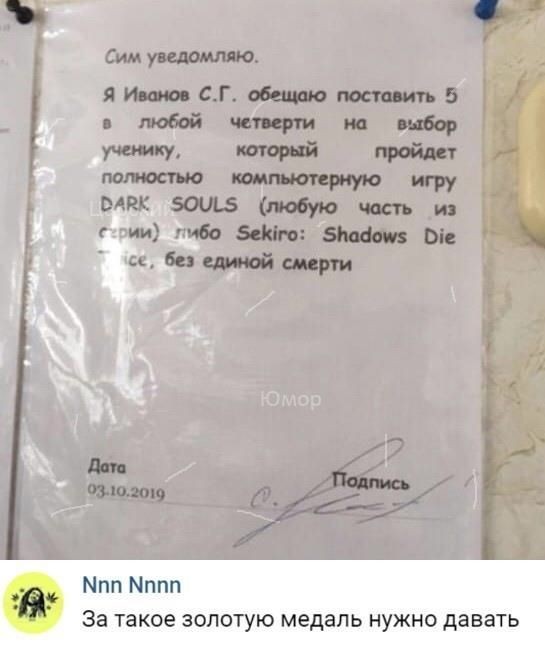 Сим уведомляю.
Я Иванов С.Г. обещаю поставить 5
в любой четверти на выбор
ученику, который пройдет
полностью компьютерную игру
DARK SOULS (любую часть из
серии) либо Sekiro: Shadows Die
Twice, без единой смерти
Юмор
Дата
Подпись
03.10.2019
Nnn Nnnn
За такое золотую медаль нужно давать